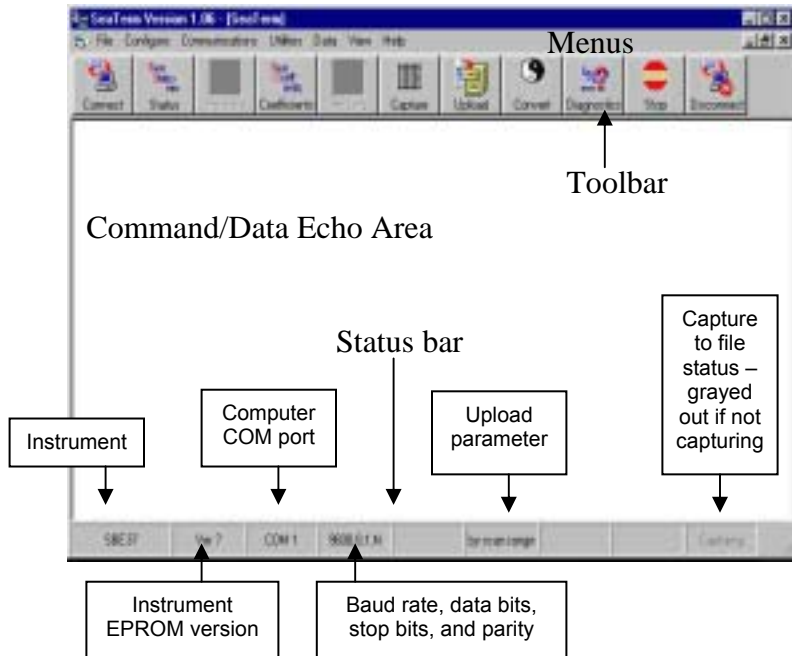 SeaTerm Version 1.06 - [SeaTerm]
File Configure Communications Utilities Data View Help
Menus
Connect Status Coefficients Capture Upload Convert Diagnostics Stop Disconnect
Toolbar
Command/Data Echo Area
Status bar
Capture
to file
status –
grayed
out if not
capturing
Computer
COM port
Upload
parameter
Instrument
SBE37 Ver ? COM 1 9600,8,1,N by scan range Capturing
Instrument
EPROM version
Baud rate, data bits,
stop bits, and parity